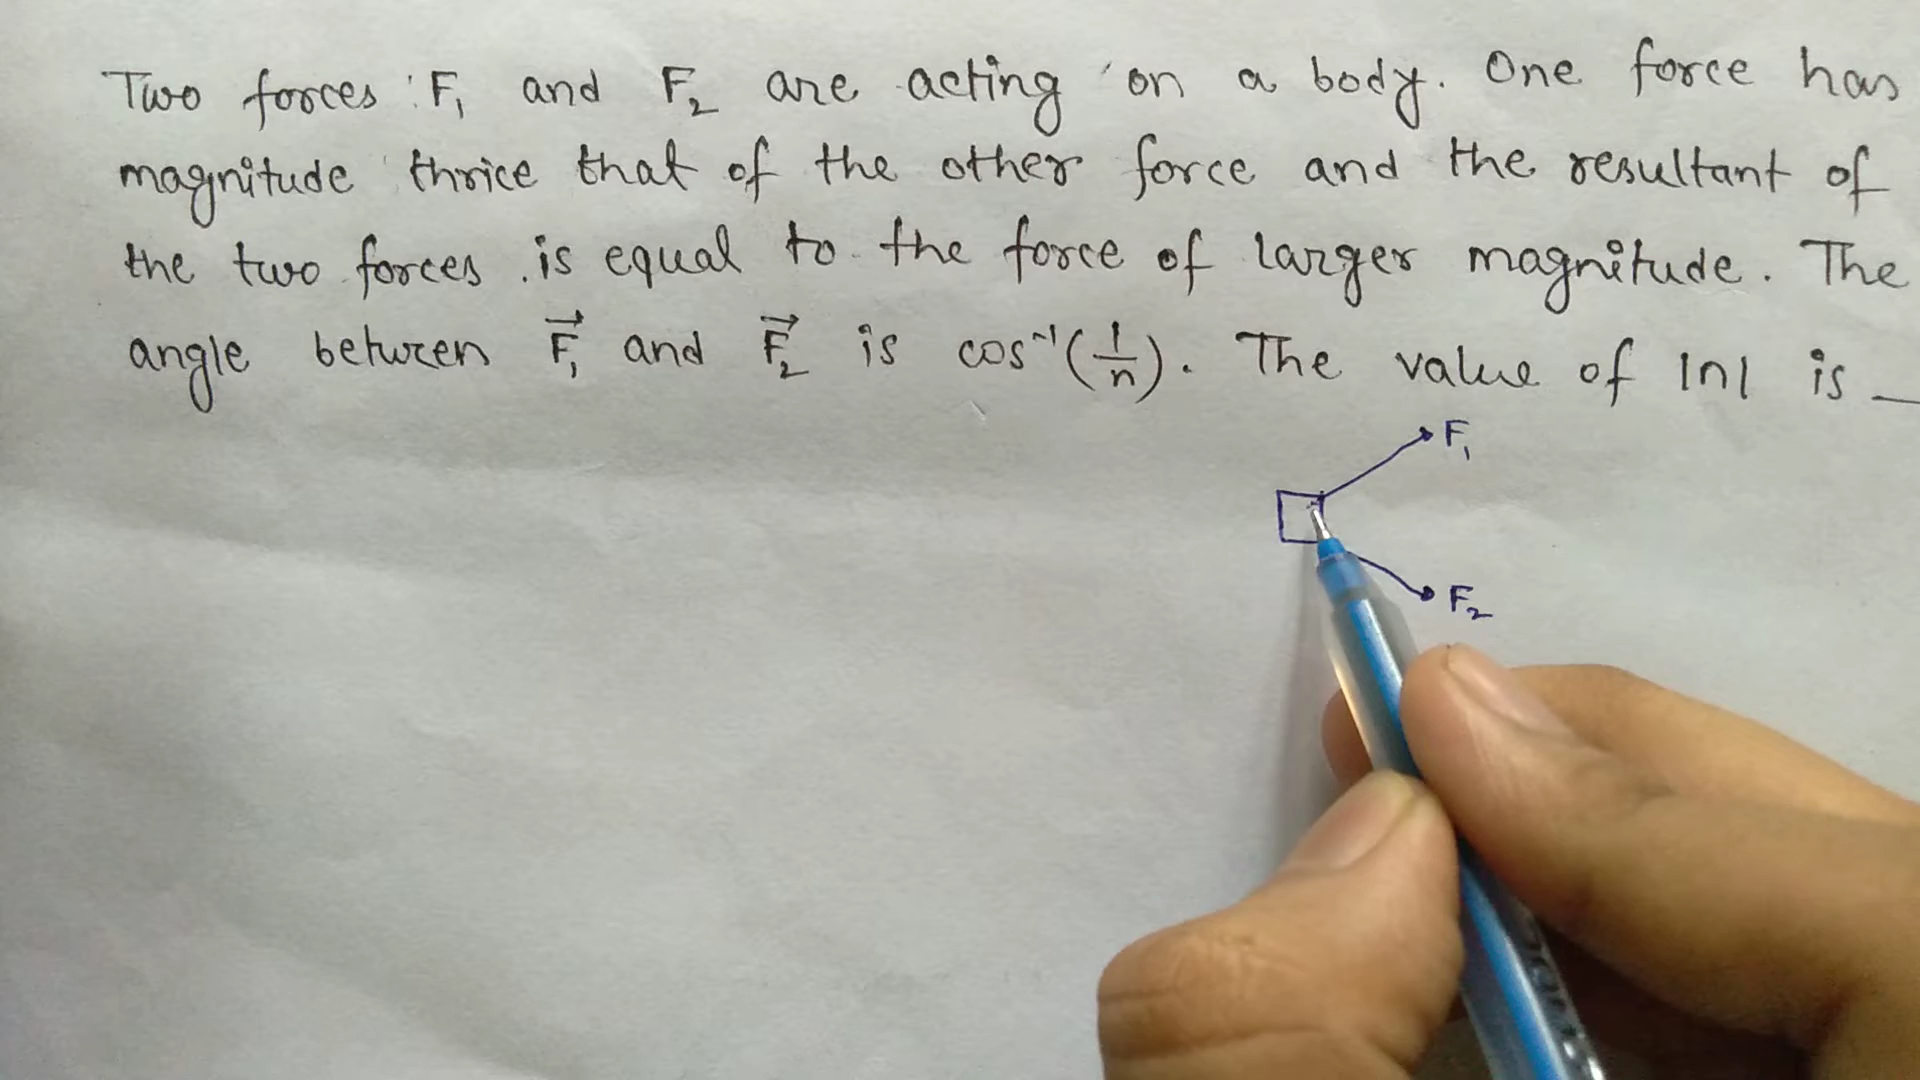 Two forces F₁ and F₂ are acting on a body. One force has
magnitude thrice that of the other force and the resultant of
the two forces is equal to the force of larger magnitude. The
angle between F₁⃗ and F₂⃗ is cos⁻¹(1/n). The value of |n| is _
F₁
F₂